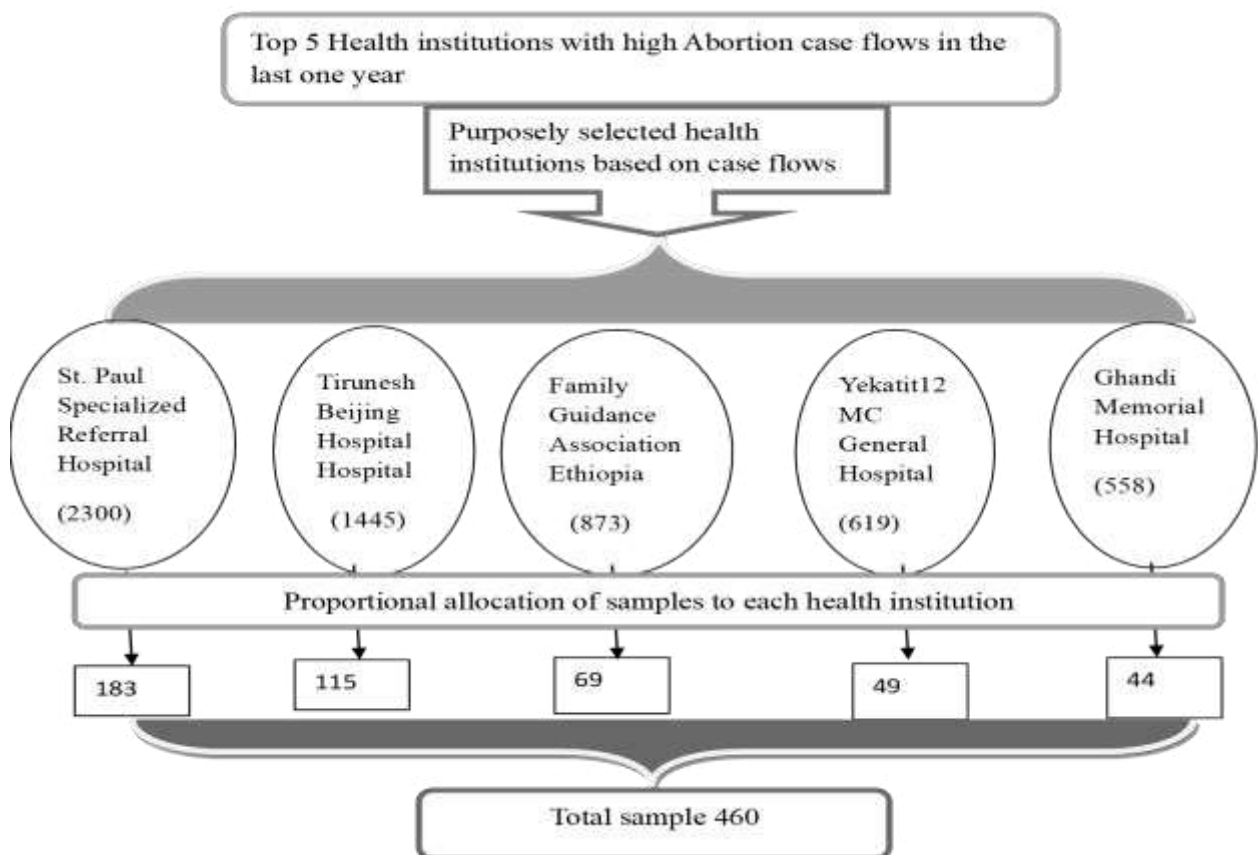 Top 5 Health institutions with high Abortion case flows in the
last one year
Purposely selected health
institutions based on case flows
St. Paul
Specialized
Referral
Hospital
(2300)
Tirunesh
Beijing
Hospital
Hospital
(1445)
Family
Guidance
Association
Ethiopia
(873)
Yekatit12
MC
General
Hospital
(619)
Ghandi
Memorial
Hospital
(558)
Proportional allocation of samples to each health institution
183
115
69
49
44
Total sample 460